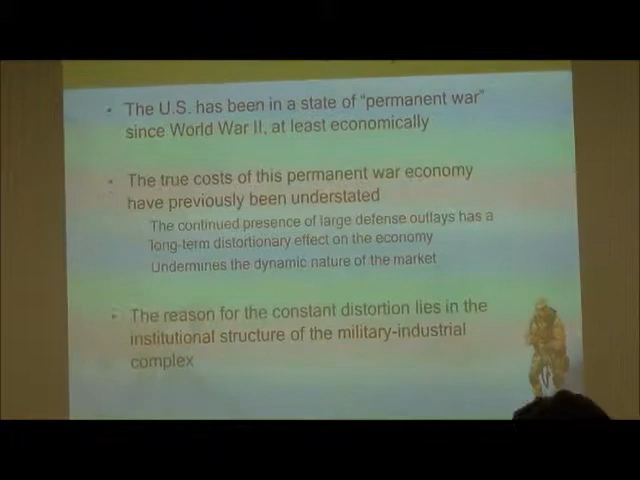 The U.S. has been in a state of "permanent war"
since World War II, at least economically
The true costs of this permanent war economy
have previously been understated
The continued presence of large defense outlays has a
long-term distortionary effect on the economy
Undermines the dynamic nature of the market
The reason for the constant distortion lies in the
institutional structure of the military-industrial
complex